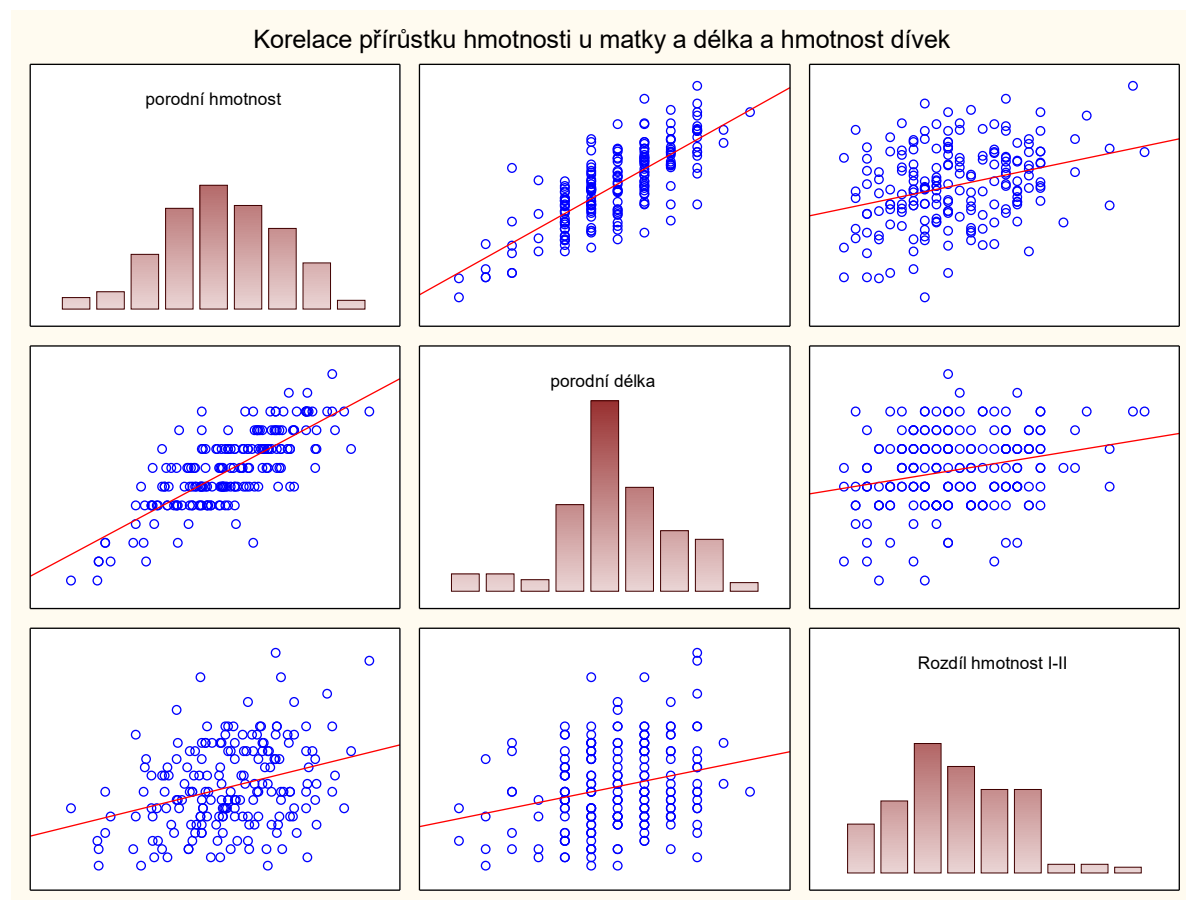 Korelace přírůstku hmotnosti u matky a délka a hmotnost dívek
porodní hmotnost
porodní délka
Rozdíl hmotnost I-II